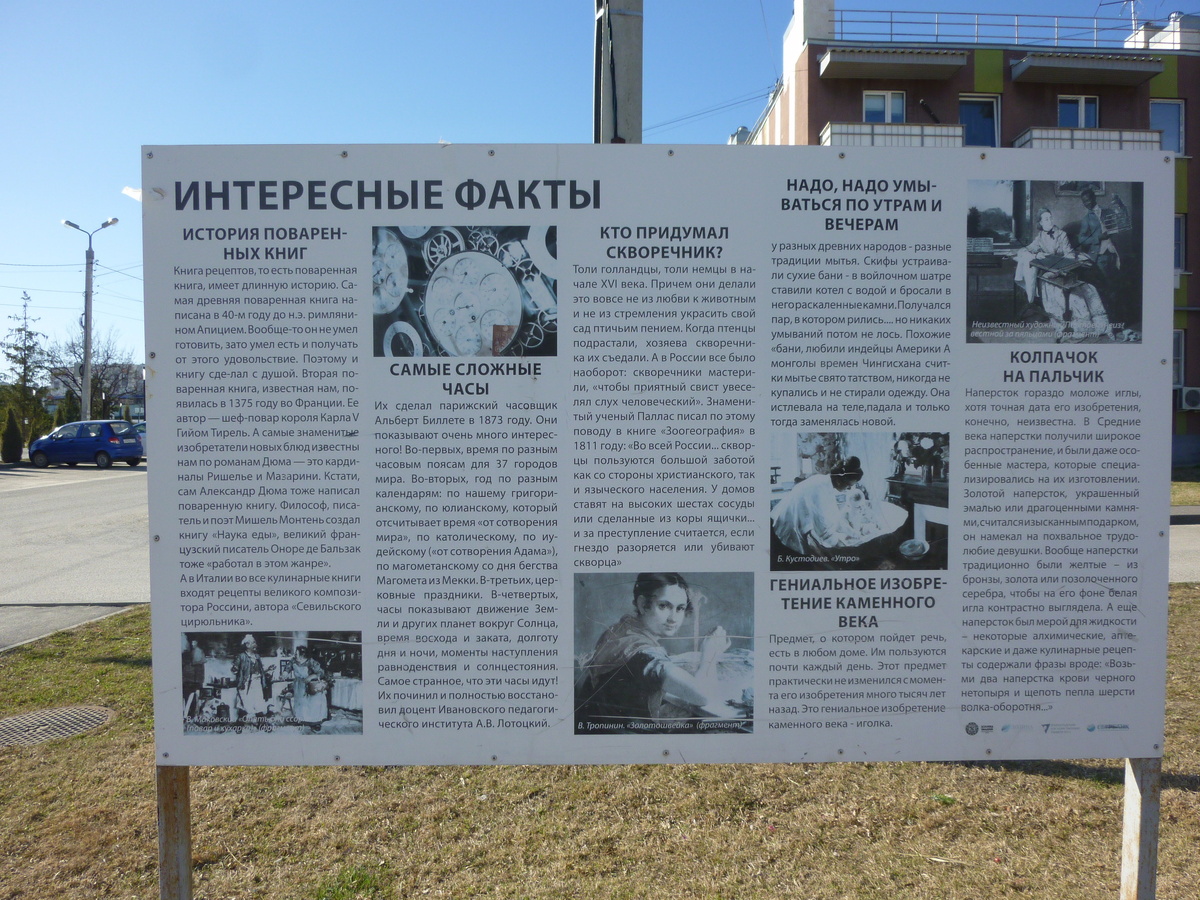 ИНТЕРЕСНЫЕ ФАКТЫ
ИСТОРИЯ ПОВАРЕН-
НЫХ КНИГ
Книга рецептов, то есть поваренная
книга, имеет длинную историю. Са-
мая древняя поваренная книга на-
писана в 40-м году до н.э. римляни-
ном Апицием. Вообще-то он не умел
готовить, зато умел есть и получать
от этого удовольствие. Поэтому и
книгу сде-лал с душой. Вторая по-
варенная книга, известная нам, по-
явилась в 1375 году во Франции. Ее
автор — шеф-повар короля Карла V
Гийом Тирель. А самые знаменитые
изобретатели новых блюд известны
нам по романам Дюма — это карди-
налы Ришелье и Мазарини. Кстати,
сам Александр Дюма тоже написал
поваренную книгу. Философ, писа-
тель и поэт Мишель Монтень создал
книгу «Наука еды», великий фран-
цузский писатель Оноре де Бальзак
тоже «работал в этом жанре».
А в Италии во все кулинарные книги
входят рецепты великого компози-
тора Россини, автора «Севильского
цирюльника».
САМЫЕ СЛОЖНЫЕ
ЧАСЫ
Их сделал парижский часовщик
Альберт Биллете в 1873 году. Они
показывают очень много интерес-
ного! Во-первых, время по разным
часовым поясам для 37 городов
мира. Во-вторых, год по разным
календарям: по нашему григори-
анскому, по юлианскому, который
отсчитывает время «от сотворения
мира», по католическому, по иу-
дейскому («от сотворения Адама»),
по магометанскому со дня бегства
Магомета из Мекки. В-третьих, цер-
ковные праздники. В-четвертых,
часы показывают движение Зем-
ли и других планет вокруг Солнца,
время восхода и заката, долготу
дня и ночи, моменты наступления
равноденствия и солнцестояния.
Самое странное, что эти часы идут!
Их починил и полностью восстано-
вил доцент Ивановского педагоги-
ческого института А.В. Лотоцкий.
КТО ПРИДУМАЛ
СКВОРЕЧНИК?
Толи голландцы, толи немцы в на-
чале XVI века. Причем они делали
это вовсе не из любви к животным
и не из стремления украсить свой
сад птичьим пением. Когда птенцы
подрастали, хозяева скворечни-
ка их съедали. А в России все было
наоборот: скворечники мастери-
ли, «чтобы приятный свист увесе-
лял слух человеческий». Знамени-
тый ученый Паллас писал по этому
поводу в книге «Зоогеография» в
1811 году: «Во всей России... сквор-
цы пользуются большой заботой
как со стороны христианского, так
и языческого населения. У домов
ставят на высоких шестах сосуды
или сделанные из коры ящички...
и за преступление считается, если
гнездо разоряется или убивают
скворца»
В. Тропинин. «Золотошвейка» (фрагмент)
НАДО, НАДО УМЫ-
ВАТЬСЯ ПО УТРАМ И
ВЕЧЕРАМ
у разных древних народов - разные
традиции мытья. Скифы устраива-
ли сухие бани - в войлочном шатре
ставили котел с водой и бросали в
него раскаленные камни. Получался
пар, в котором рились.... но никаких
умываний потом не лось. Похожие
«бани, любили индейцы Америки А
монголы времен Чингисхана счит-
ки мытье свято татством, никогда не
купались и не стирали одежду. Она
истлевала на теле,падала и только
тогда заменялась новой.
Б. Кустодиев. «Утро»
ГЕНИАЛЬНОЕ ИЗОБРЕ-
ТЕНИЕ КАМЕННОГО
ВЕКА
Предмет, о котором пойдет речь,
есть в любом доме. Им пользуются
почти каждый день. Этот предмет
практически не изменился с момен-
та его изобретения много тысяч лет
назад. Это гениальное изобретение
каменного века - иголка.
Неизвестный художник
КОЛПАЧОК
НА ПАЛЬЧИК
Наперсток гораздо моложе иглы,
хотя точная дата его изобретения,
конечно, неизвестна. В Средние
века наперстки получили широкое
распространение, и были даже осо-
бенные мастера, которые специа-
лизировались на их изготовлении.
Золотой наперсток, украшенный
эмалью или драгоценными камня-
ми, считался изысканным подарком,
он намекал на похвальное трудо-
любие девушки. Вообще наперстки
традиционно были желтые – из
бронзы, золота или позолоченного
серебра, чтобы на его фоне белая
игла контрастно выглядела. А еще
наперсток был мерой для жидкости
– некоторые алхимические, апте-
карские и даже кулинарные рецеп-
ты содержали фразы вроде: «Возь-
ми два наперстка крови черного
нетопыря и щепоть пепла шерсти
волка-оборотня...»